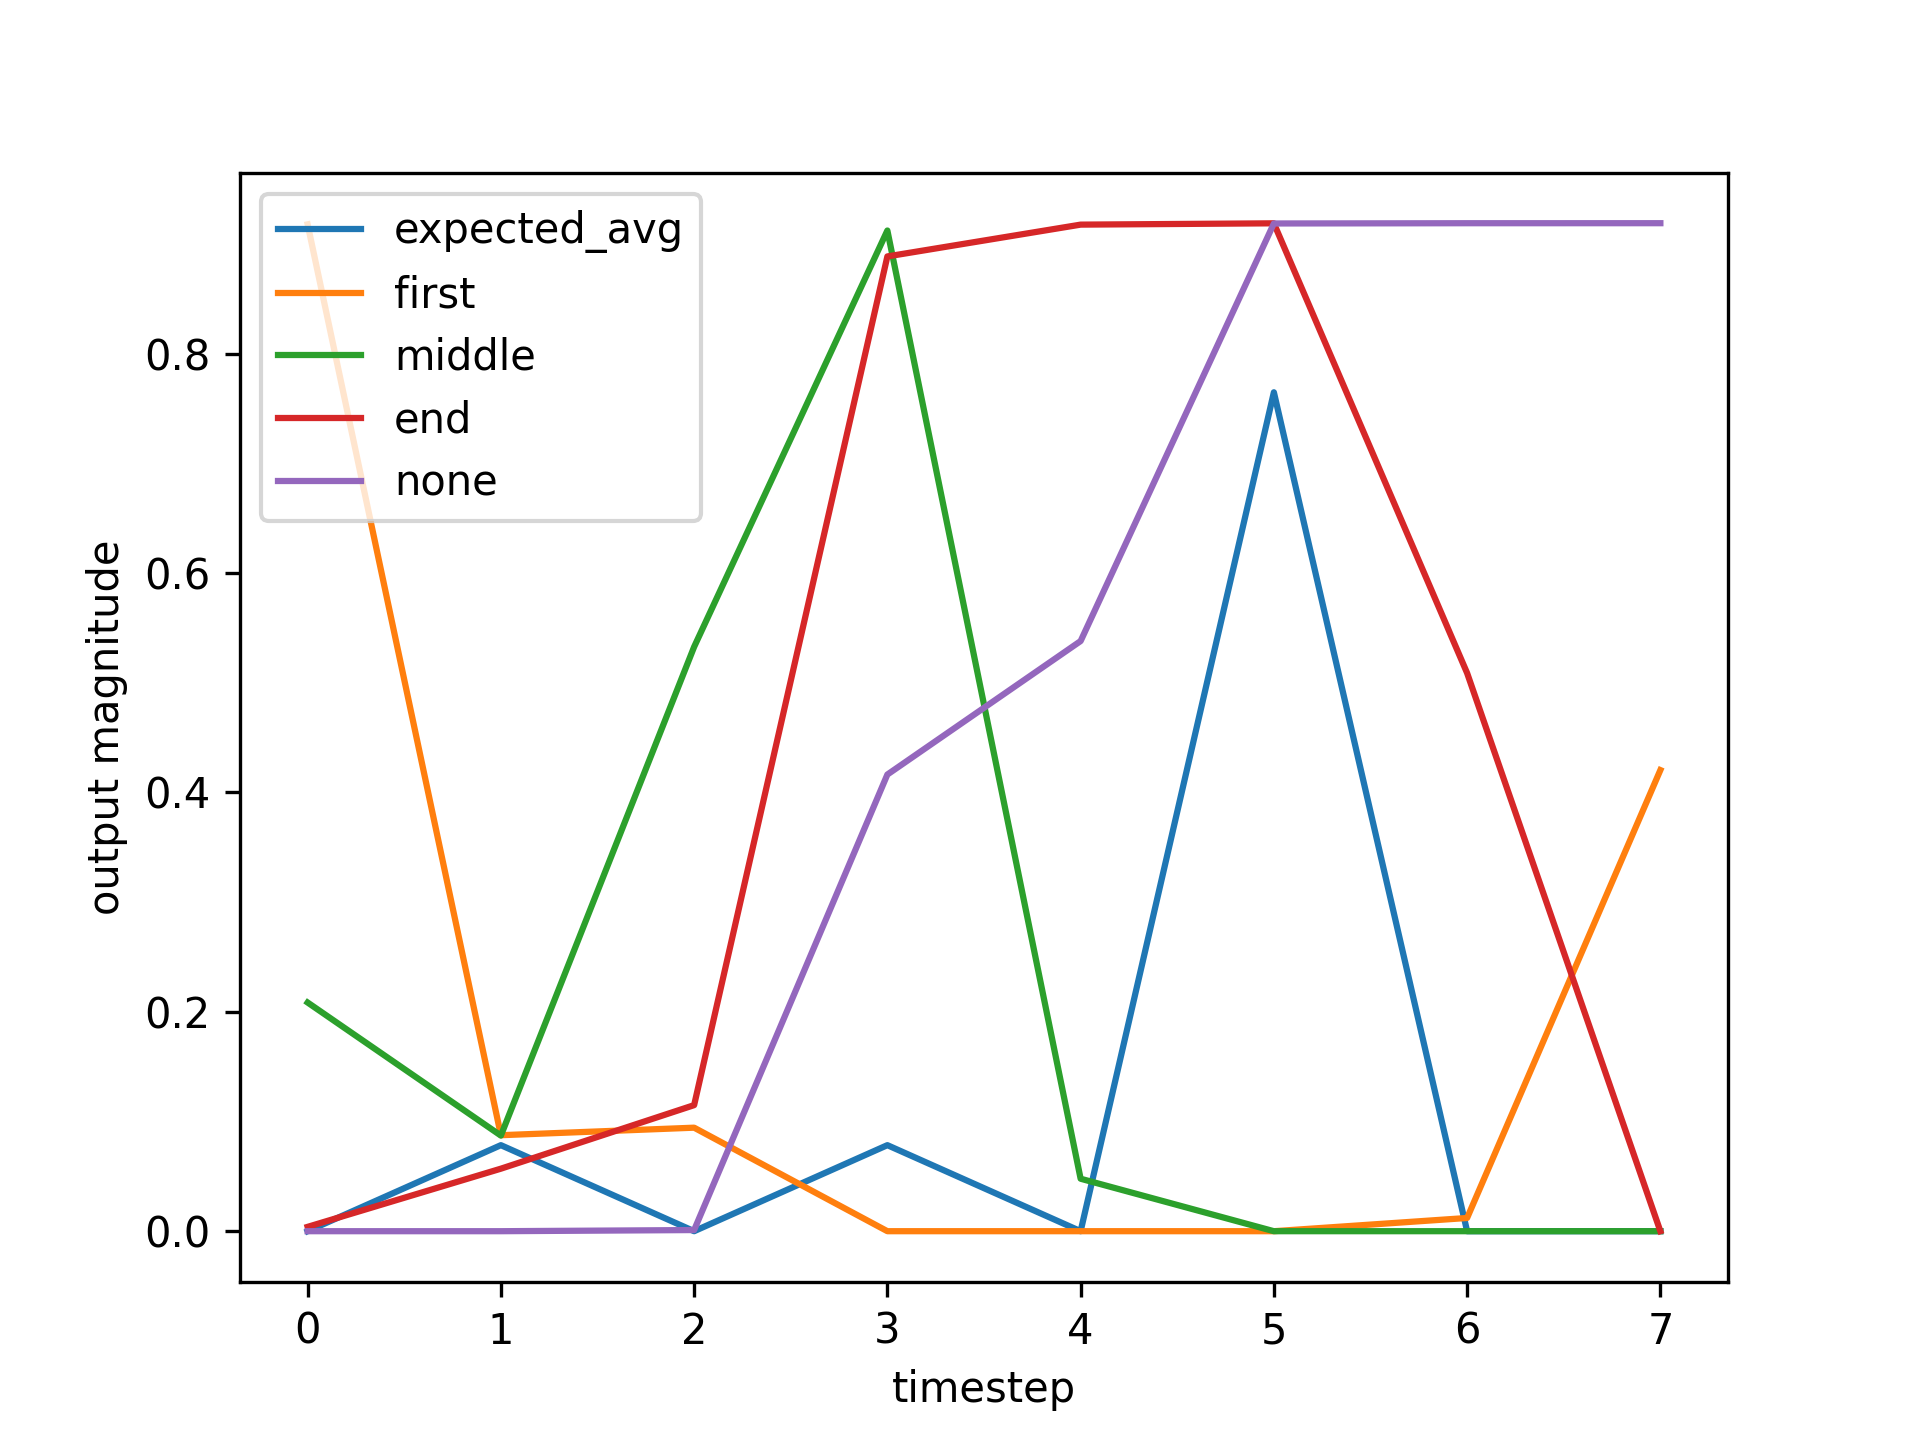 expected_avg
first
middle
end
none
output magnitude
0.8
0.6
0.4
0.2
0.0
0 1 2 3 4 5 6 7
timestep